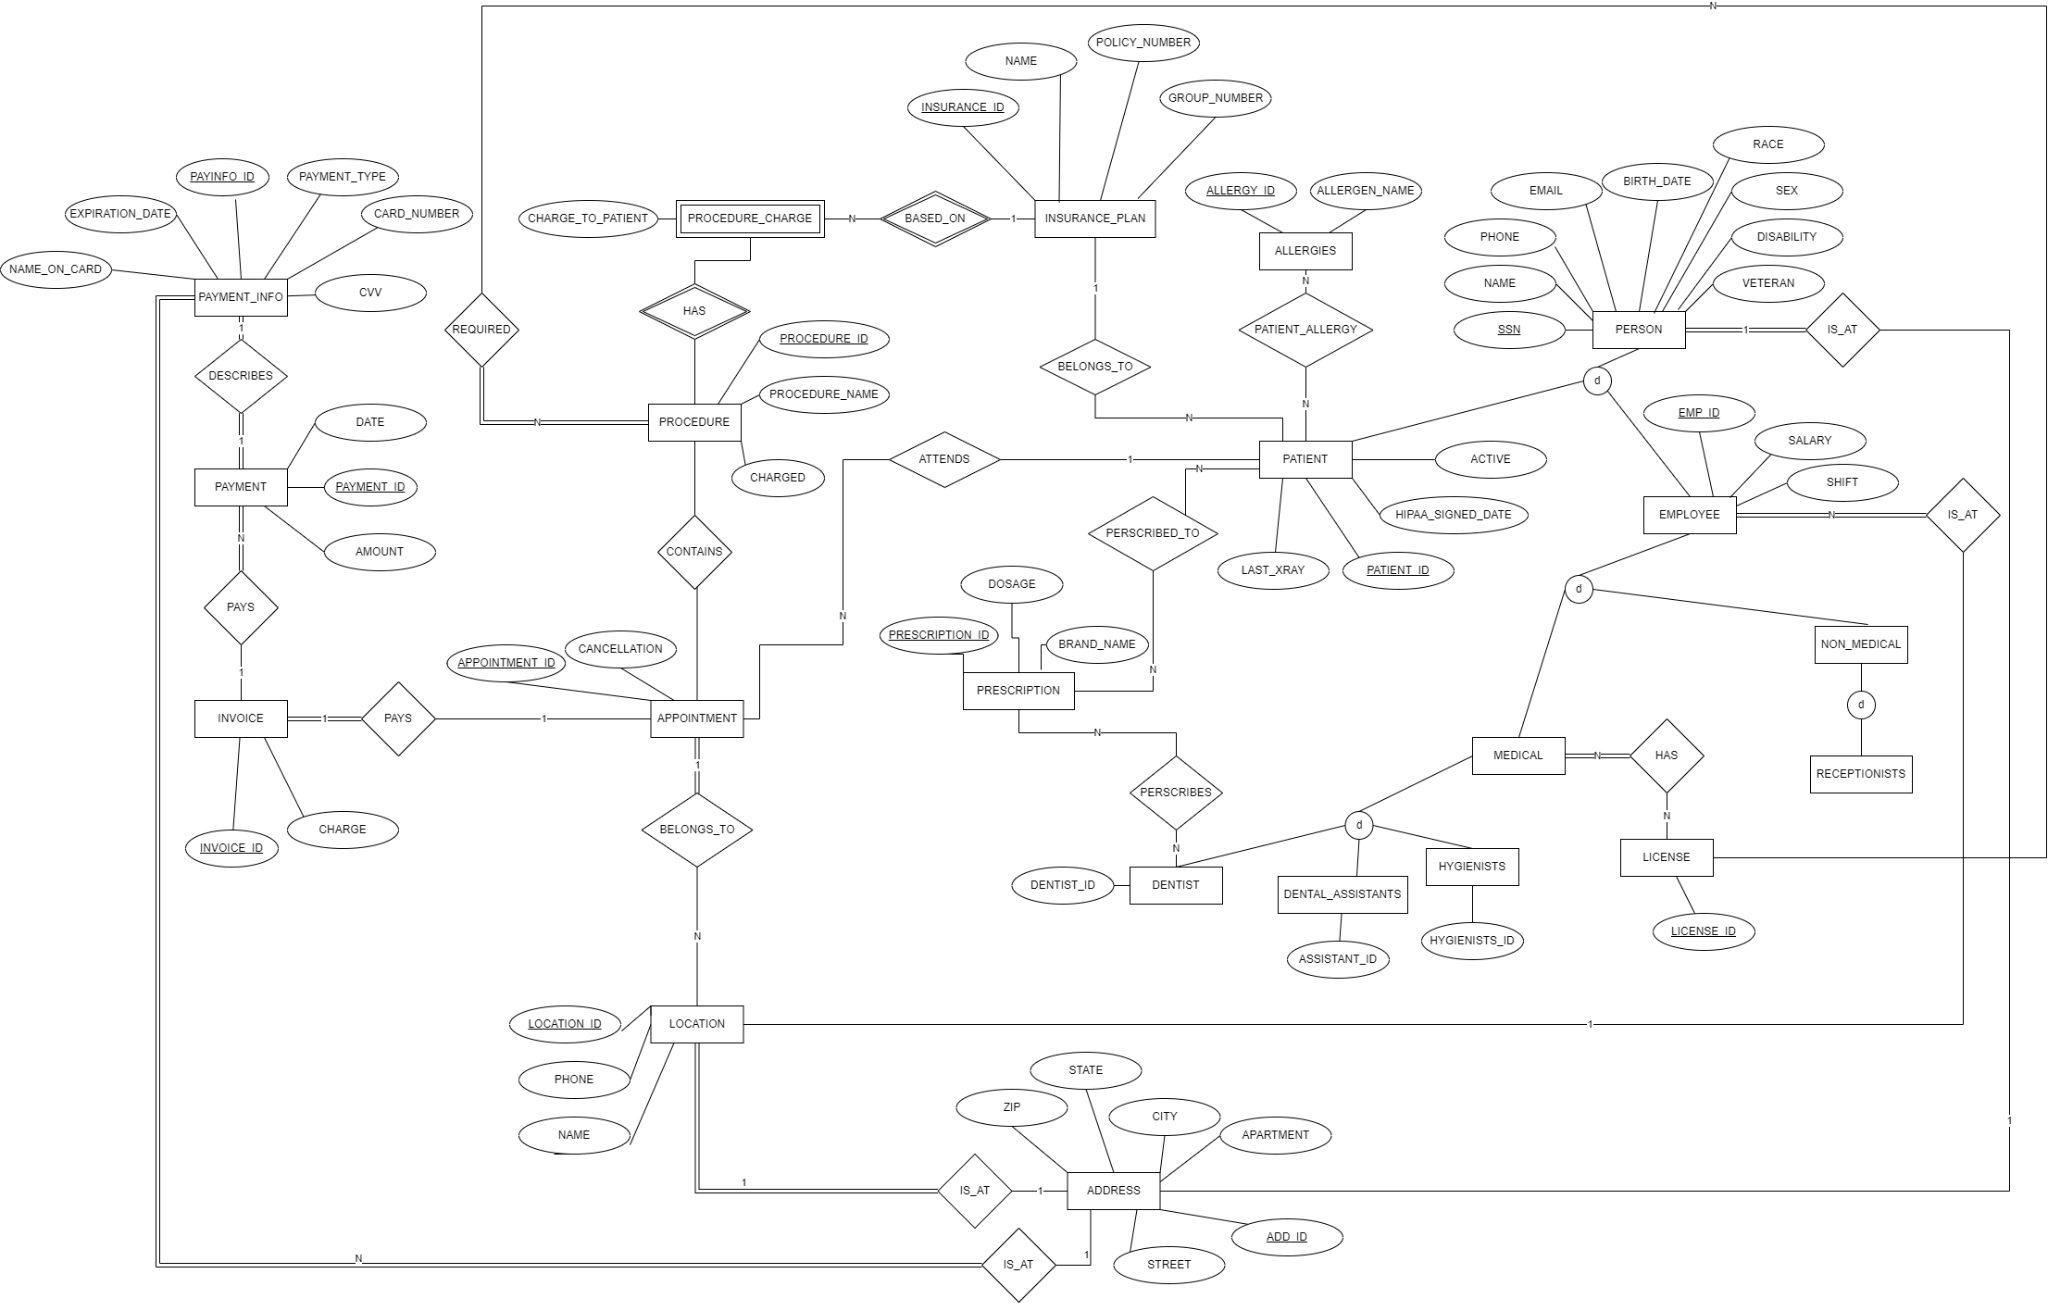 N
POLICY_NUMBER
NAME
GROUP_NUMBER
INSURANCE_ID
RACE
PAYINFO_ID
PAYMENT_TYPE
EMAIL
BIRTH_DATE
SEX
ALLERGY_ID
ALLERGEN_NAME
EXPIRATION_DATE
CARD_NUMBER
CHARGE_TO_PATIENT
PROCEDURE_CHARGE
N
BASED_ON
1
INSURANCE_PLAN
PHONE
DISABILITY
ALLERGIES
NAME_ON_CARD
CVV
N
NAME
VETERAN
1
PAYMENT_INFO
HAS
1
REQUIRED
PATIENT_ALLERGY
SSN
PERSON
1
IS_AT
PROCEDURE_ID
BELONGS_TO
DESCRIBES
d
PROCEDURE_NAME
N
EMP_ID
DATE
N
PROCEDURE
N
1
SALARY
ATTENDS
1
PATIENT
ACTIVE
N
CHARGED
SHIFT
PAYMENT
PAYMENT_ID
HIPAA_SIGNED_DATE
EMPLOYEE
N
IS_AT
N
PERSCRIBED_TO
AMOUNT
CONTAINS
LAST_XRAY
PATIENT_ID
DOSAGE
d
PAYS
N
PRESCRIPTION_ID
BRAND_NAME
NON_MEDICAL
CANCELLATION
APPOINTMENT_ID
1
N
PRESCRIPTION
d
INVOICE
1
PAYS
1
APPOINTMENT
N
MEDICAL
N
HAS
1
RECEPTIONISTS
PERSCRIBES
N
CHARGE
BELONGS_TO
d
INVOICE_ID
N
LICENSE
HYGIENISTS
DENTIST_ID
DENTIST
DENTAL_ASSISTANTS
LICENSE_ID
N
HYGIENISTS_ID
ASSISTANT_ID
LOCATION_ID
LOCATION
1
STATE
PHONE
ZIP
CITY
1
NAME
APARTMENT
1
IS_AT
1
ADDRESS
ADD_ID
N
1
IS_AT
STREET